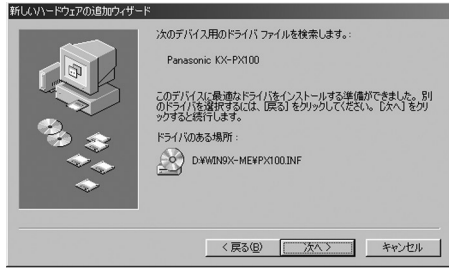 新しいハードウェアの追加ウィザード
次のデバイス用のドライバ ファイルを検索します。:
Panasonic KX-PX100
このデバイスに最適なドライバをインストールする準備ができました。別
のドライバを選択するには、[戻る] をクリックしてください。[次へ] をクリ
ックすると続行します。
ドライバのある場所:
D:¥WIN9X-ME¥PX100.INF
< 戻る(B)
次へ >
キャンセル